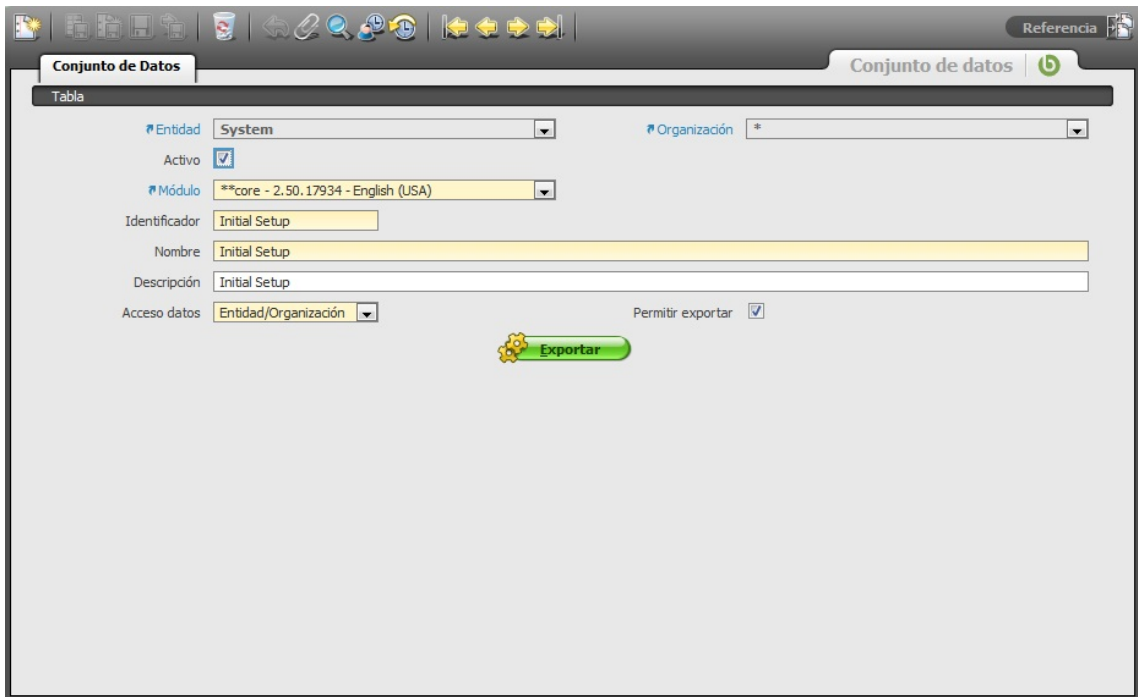 Referencia
Conjunto de Datos
Conjunto de datos
Tabla
Entidad System Organización *
Activo
Módulo **core - 2.50.17934 - English (USA)
Identificador Initial Setup
Nombre Initial Setup
Descripción Initial Setup
Acceso datos Entidad/Organización Permitir exportar
Exportar